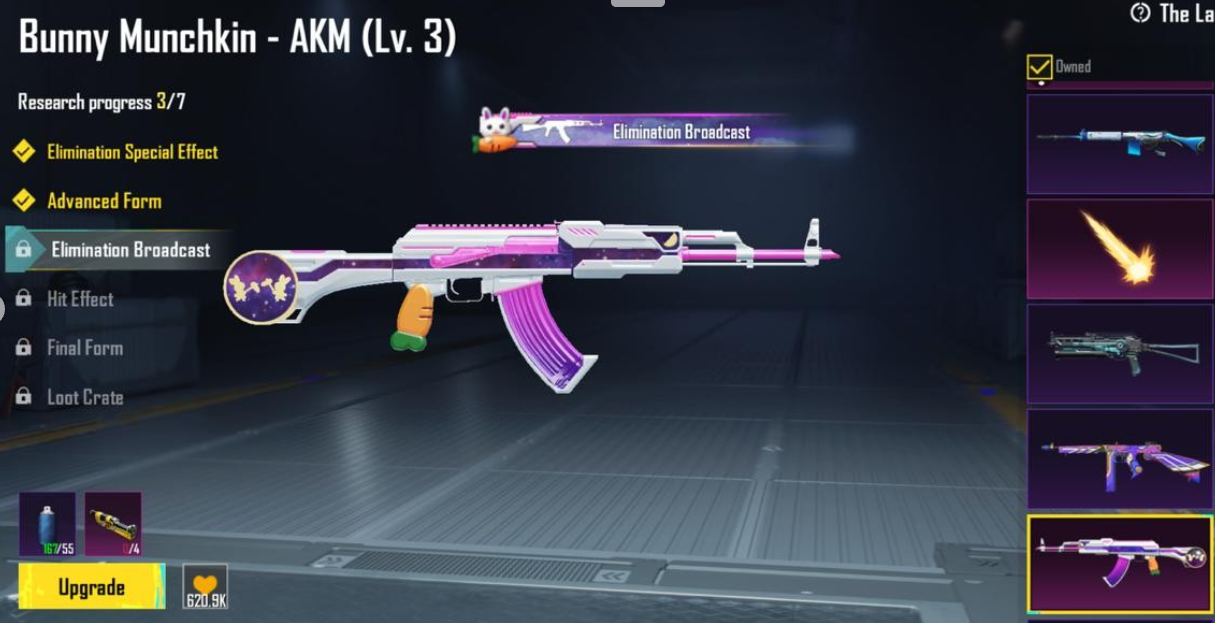 Bunny Munchkin - AKM (Lv. 3)
The La
Owned
Research progress 3/7
Elimination Broadcast
Elimination Special Effect
Advanced Form
Elimination Broadcast
Hit Effect
Final Form
Loot Crate
167/55
/4
Upgrade
620.9K